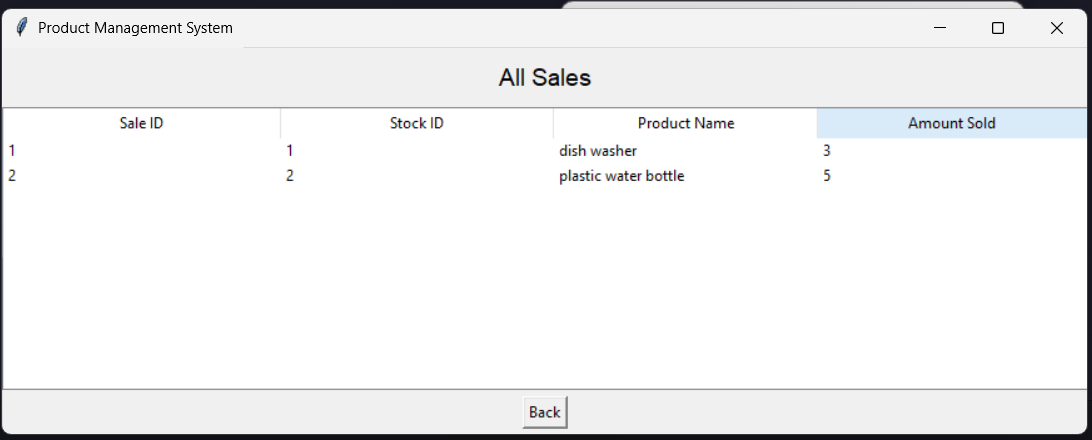 Product Management System
All Sales
Sale ID Stock ID Product Name Amount Sold
1 1 dish washer 3
2 2 plastic water bottle 5
Back